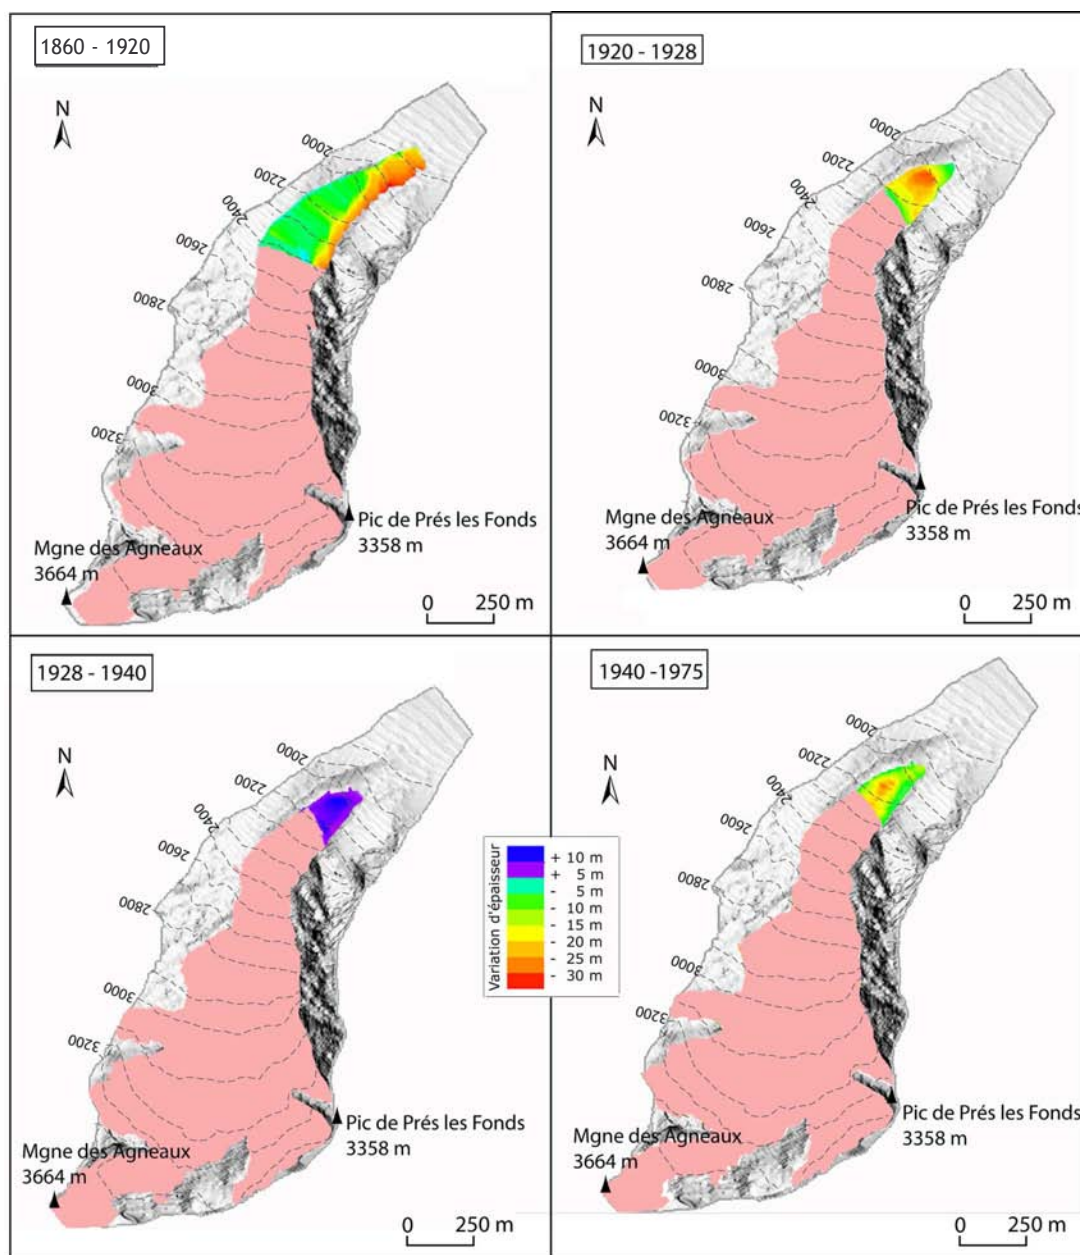 1860 - 1920
N
2000
2200
2400
2600
2800
3000
3200
Pic de Prés les Fonds
3358 m
Mgne des Agneaux
3664 m
0 250 m
1920 - 1928
N
2000
2200
2400
2600
2800
3000
3200
Pic de Prés les Fonds
3358 m
Mgne des Agneaux
3664 m
0 250 m
1928 - 1940
N
2000
2200
2400
2600
2800
3000
3200
Pic de Prés les Fonds
3358 m
Mgne des Agneaux
3664 m
0 250 m
Variation d'épaisseur
+ 10 m
+ 5 m
- 5 m
- 10 m
- 15 m
- 20 m
- 25 m
- 30 m
1940 -1975
N
2000
2200
2400
2600
2800
3000
3200
Pic de Prés les Fonds
3358 m
Mgne des Agneaux
3664 m
0 250 m